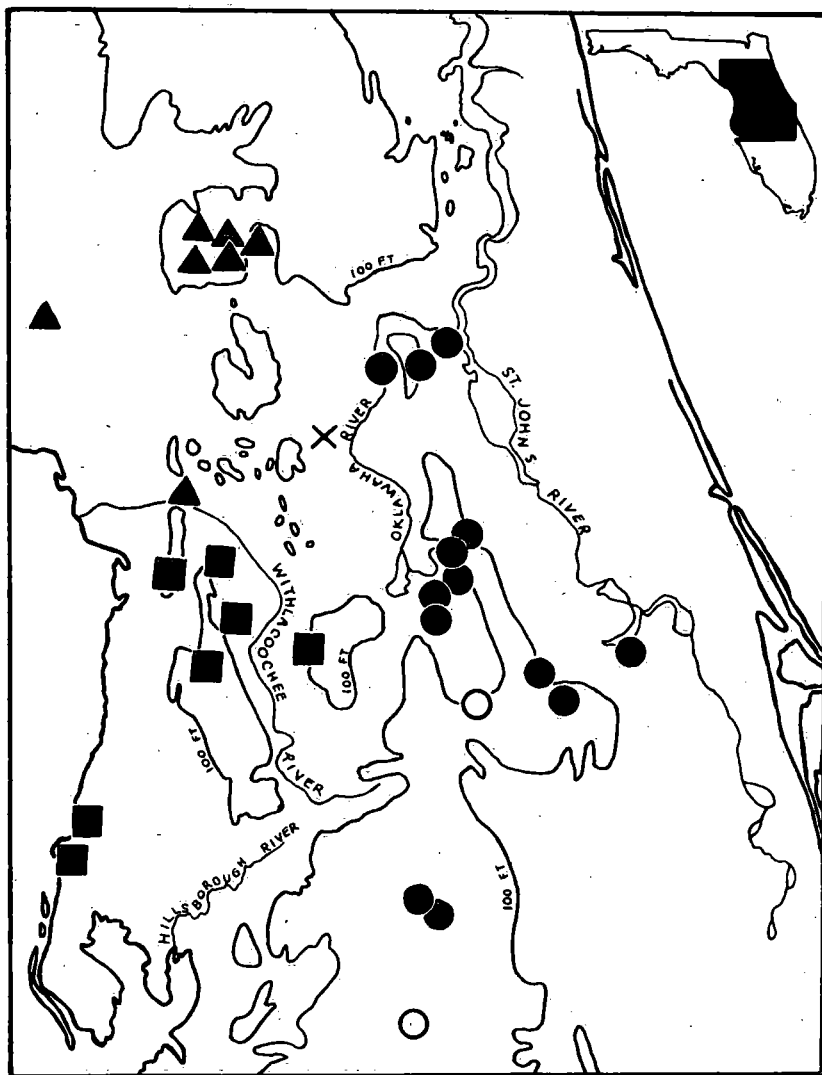 100 FT
ST. JOHN'S RIVER
OKLAWAHA RIVER
WITHLACOOCHEE RIVER
100 FT
100 FT
HILLSBOROUGH RIVER
100 FT